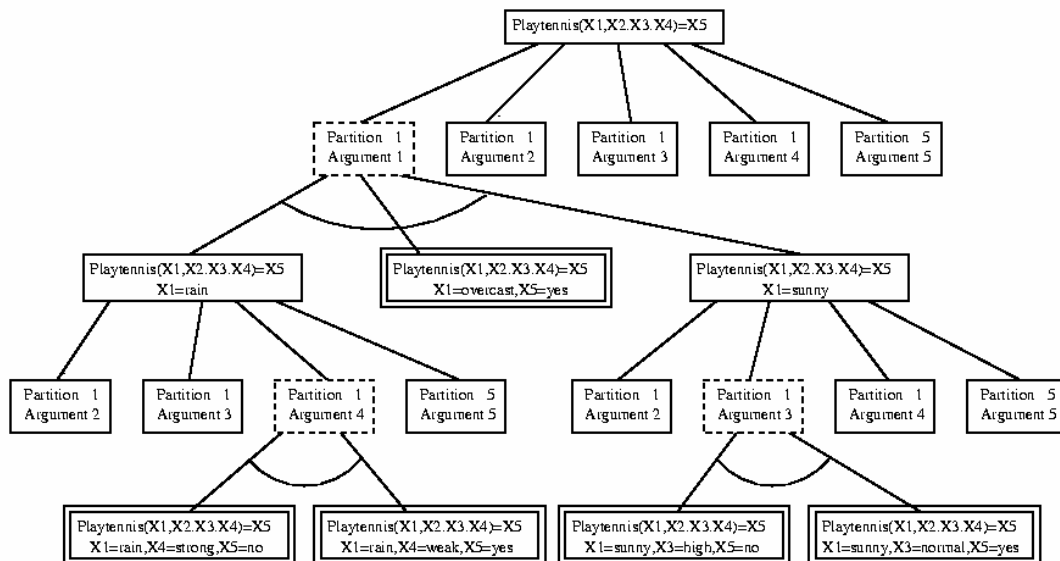 Playtennis(X1,X2.X3.X4)=X5
Partition 1
Argument 1
Partition 1
Argument 2
Partition 1
Argument 3
Partition 1
Argument 4
Partition 5
Argument 5
Playtennis(X1,X2.X3.X4)=X5
X1=rain
Playtennis(X1,X2.X3.X4)=X5
X1=overcast,X5=yes
Playtennis(X1,X2.X3.X4)=X5
X1=sunny
Partition 1
Argument 2
Partition 1
Argument 3
Partition 1
Argument 4
Partition 5
Argument 5
Partition 1
Argument 2
Partition 1
Argument 3
Partition 1
Argument 4
Partition 5
Argument 5
Playtennis(X1,X2.X3.X4)=X5
X1=rain,X4=strong,X5=no
Playtennis(X1,X2.X3.X4)=X5
X1=rain,X4=weak,X5=yes
Playtennis(X1,X2.X3.X4)=X5
X1=sunny,X3=high,X5=no
Playtennis(X1,X2.X3.X4)=X5
X1=sunny,X3=normal,X5=yes